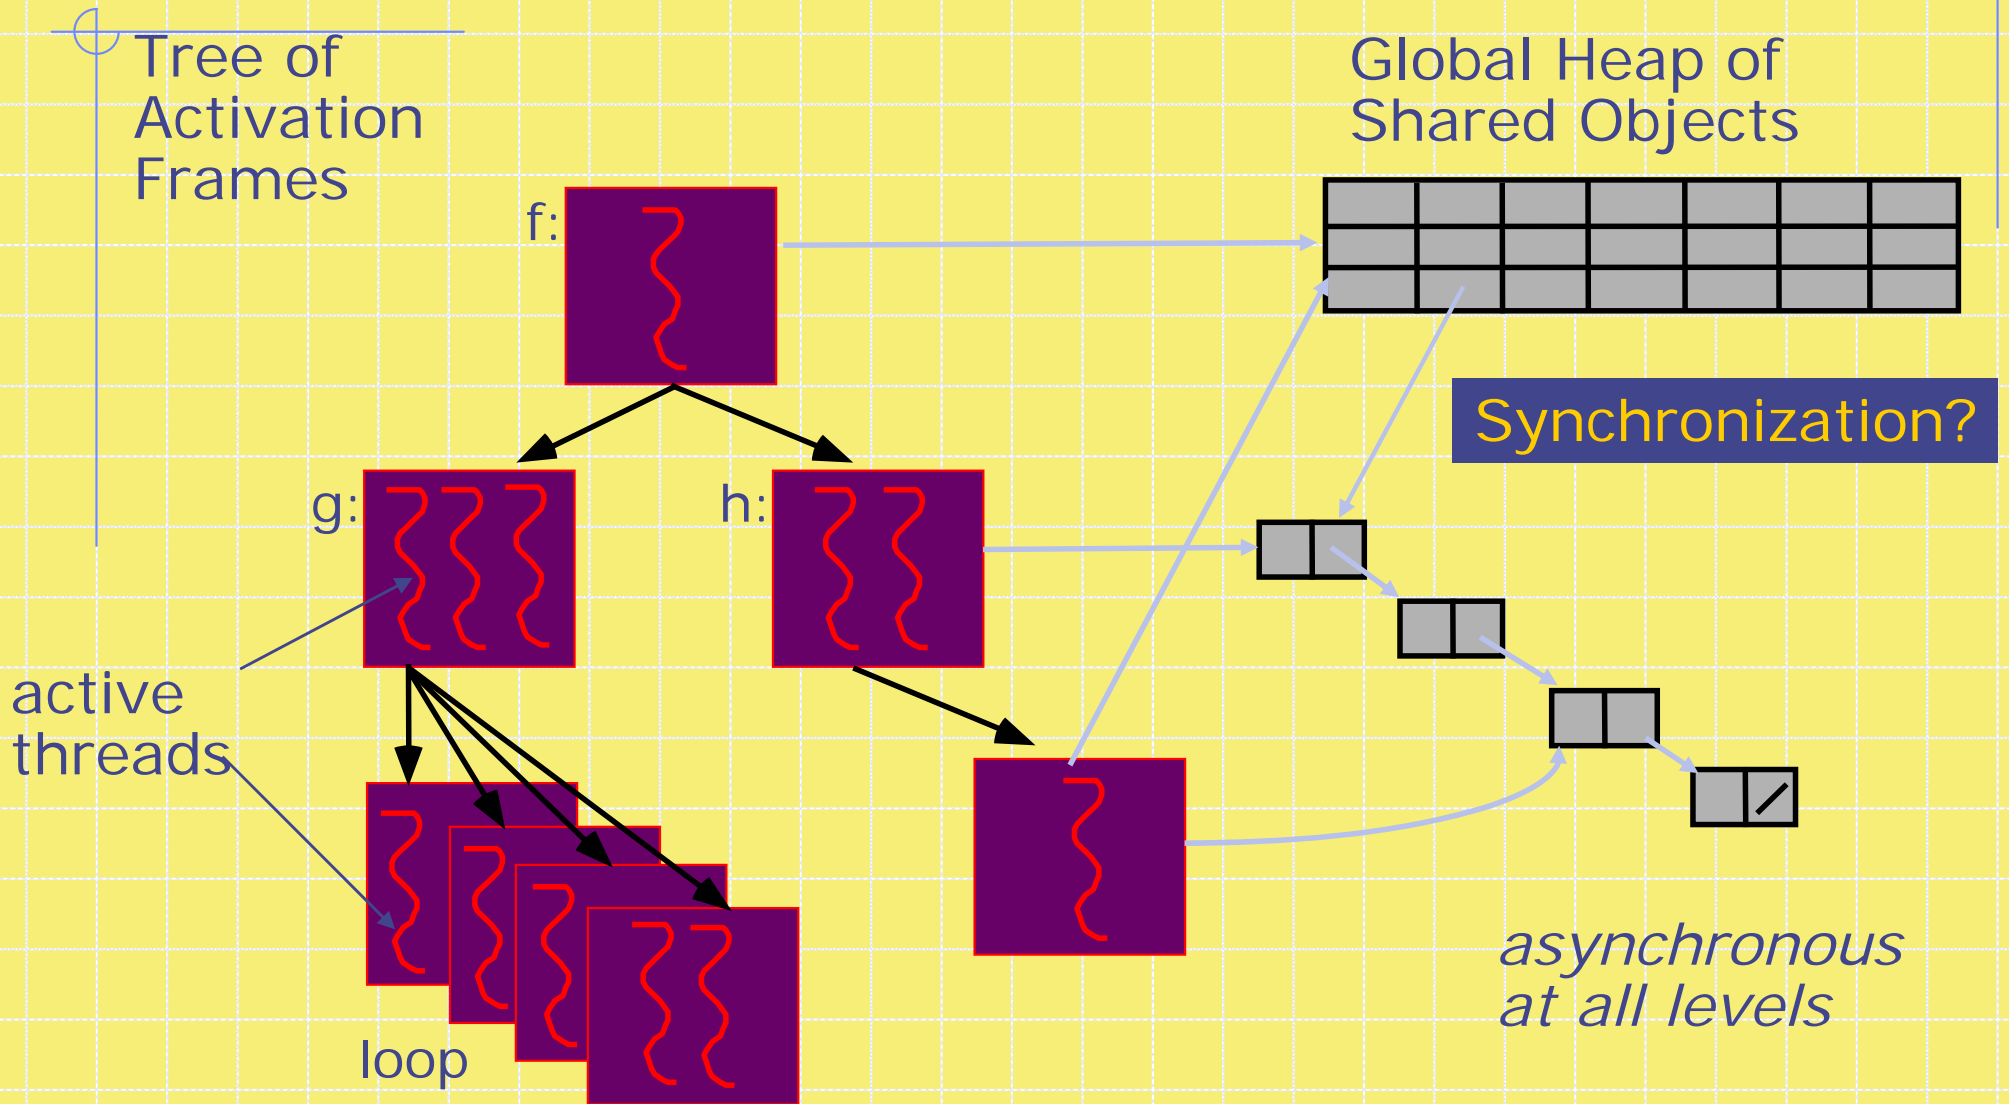 Tree of
Activation
Frames
Global Heap of
Shared Objects
f:
Synchronization?
g:
h:
active
threads
asynchronous
at all levels
loop